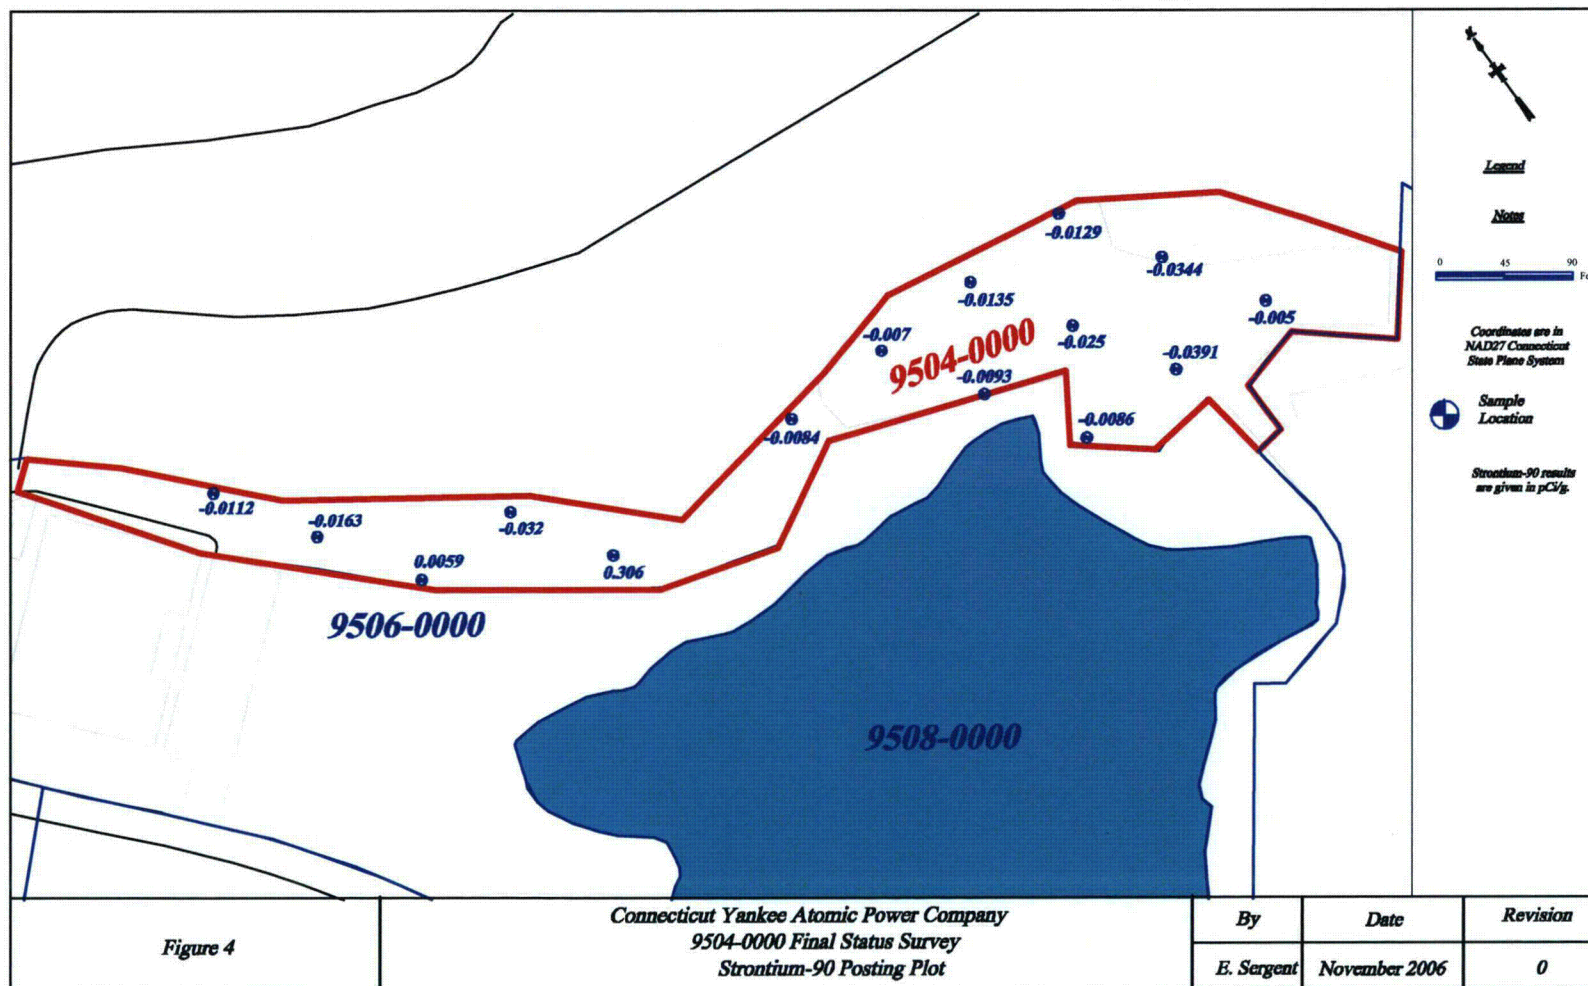 Legend
Notes
0 45 90
Coordinates are in
NAD27 Connecticut
State Plane System
Sample
Location
Strontium-90 results
are given in pCi/g.
-0.0129
-0.0344
-0.0135
-0.005
-0.007
-0.025
9504-0000
-0.0391
-0.0093
-0.0084
-0.0086
-0.0112
-0.0163
-0.032
0.0059
0.306
9506-0000
9508-0000
Figure 4
Connecticut Yankee Atomic Power Company
9504-0000 Final Status Survey
Strontium-90 Posting Plot
By
Date
Revision
E. Sergent
November 2006
0